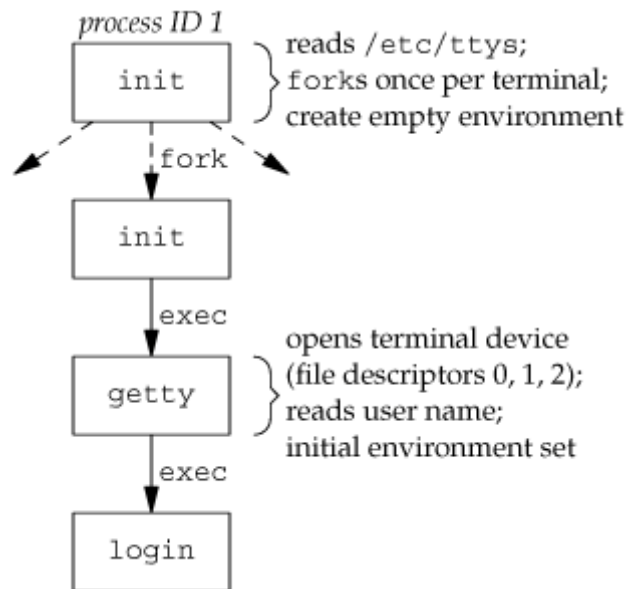 process ID 1
init
reads /etc/ttys;
forks once per terminal;
create empty environment
fork
init
exec
getty
opens terminal device
(file descriptors 0, 1, 2);
reads user name;
initial environment set
exec
login